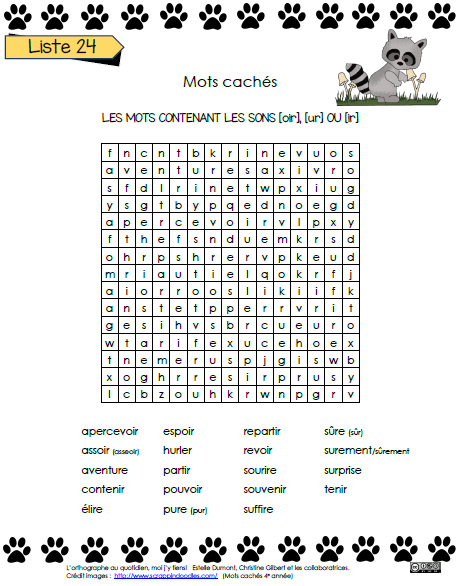 Liste 24
Mots cachés
LES MOTS CONTENANT LES SONS [oir], [ur] OU [ir]
f n c n t b k r i n e v u o s
a v e n t u r e s a x i v r o
s f d l r i n e t w p x i u g
y s g t b y p q e d n o e g d
a p e r c e v o i r v l p x y
f t h e f s n d u e m k r s d
o h r p s h r e r v p k e u d
m r i a u t i e l q o k r f j
a i o r r o o s l i k i i f k
a n s t e t p p e r r v r i t
g e s i h v s b r c u e u r o
w t a r i f e x u c e h o e x
t n e m e r u s p j g i s w b
x o g h r r e s i r p r u s y
l c b z o u h k r w n p g r v
apercevoir espoir repartir sûre (sûr)
assoir (asseoir) hurler revoir surement/sûrement
aventure partir sourire surprise
contenir pouvoir souvenir tenir
élire pure (pur) suffire
L'orthographe au quotidien, moi j'y tiens! Estelle Dumont, Christine Gilbert et les collaboratrices.
Crédit images : http://www.scrappindoodles.com/ (Mots cachés 4e année)